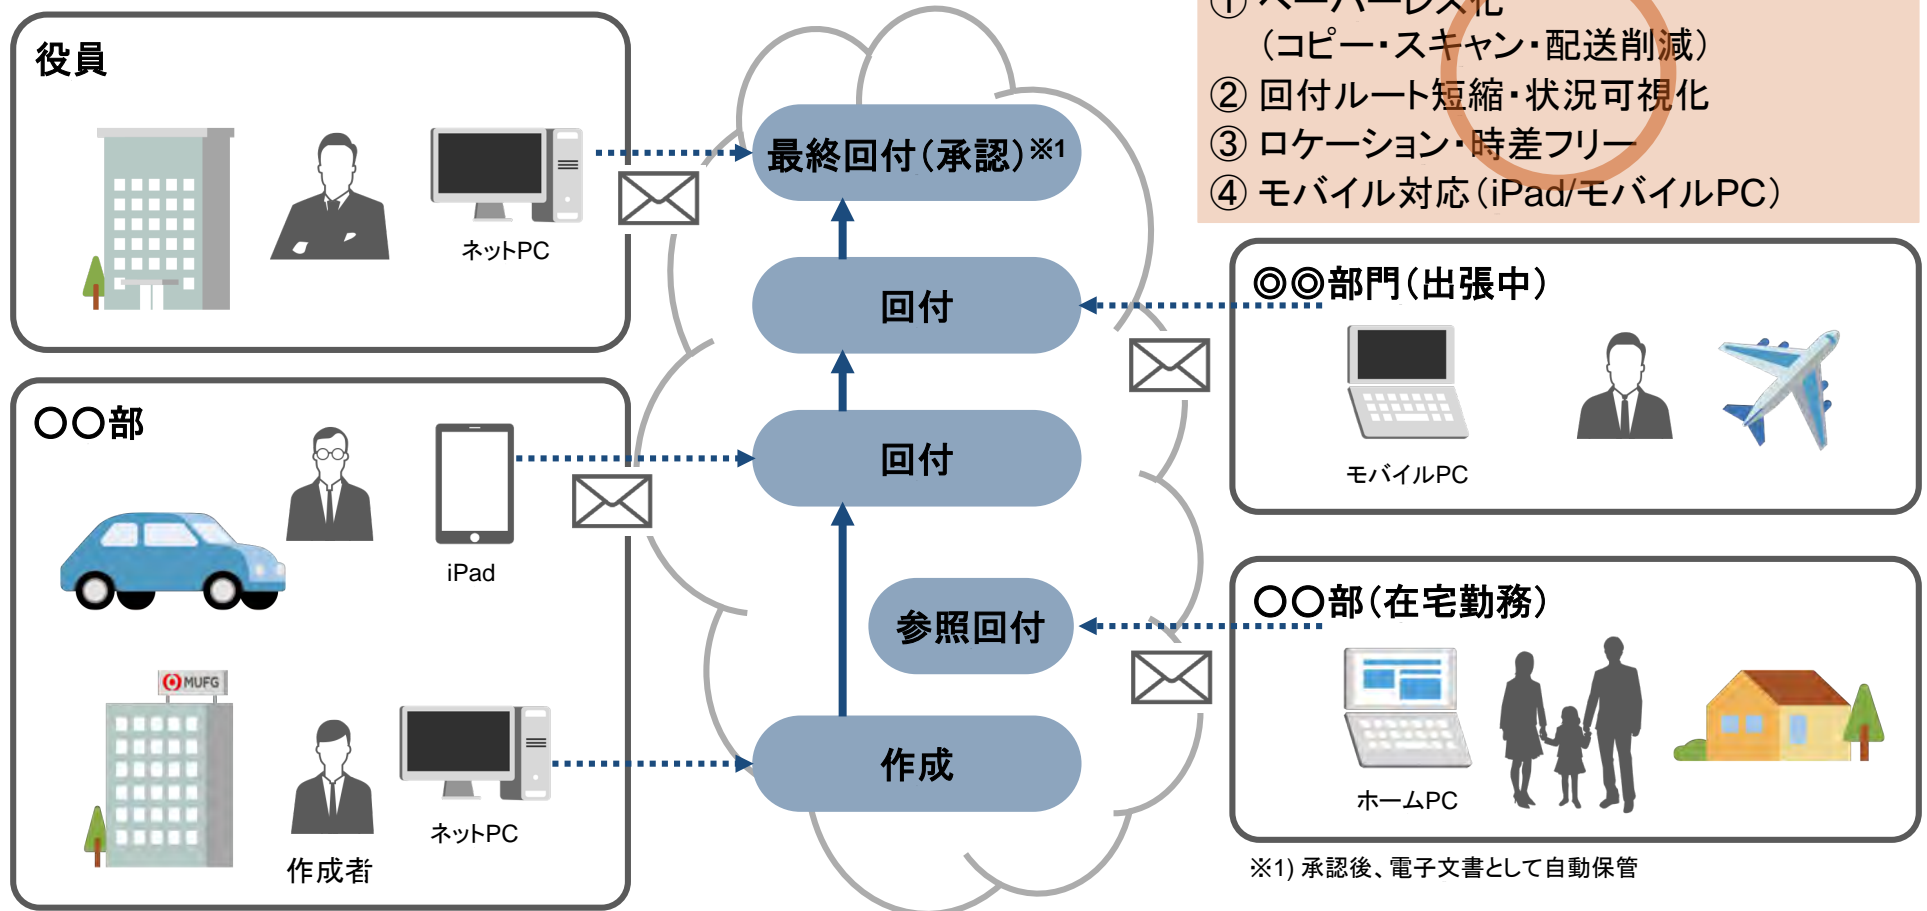 ① ペーパーレス化
（コピー・スキャン・配送削減）
② 回付ルート短縮・状況可視化
③ ロケーション・時差フリー
④ モバイル対応（iPad/モバイルPC）
役員
ネットPC
最終回付（承認）※1
回付
◎◎部門（出張中）
モバイルPC
〇〇部
iPad
回付
参照回付
〇〇部（在宅勤務）
ホームPC
MUFG
作成者
ネットPC
作成
※1) 承認後、電子文書として自動保管